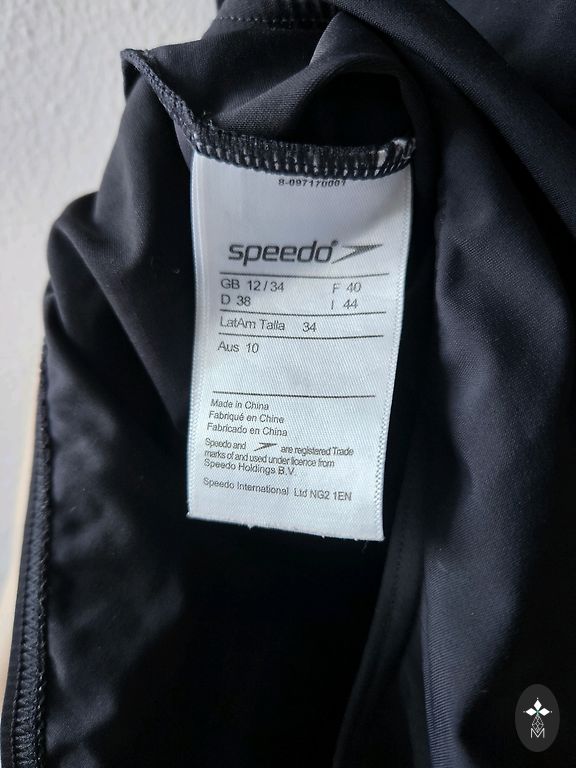 8-097170001
speedo
GB 12/34 F 40
D 38 I 44
LatAm Talla 34
Aus 10
Made in China
Fabriqué en Chine
Fabricado en China
Speedo and are registered Trade
marks of and used under licence from
Speedo Holdings B.V.
Speedo International Ltd NG2 1EN
M